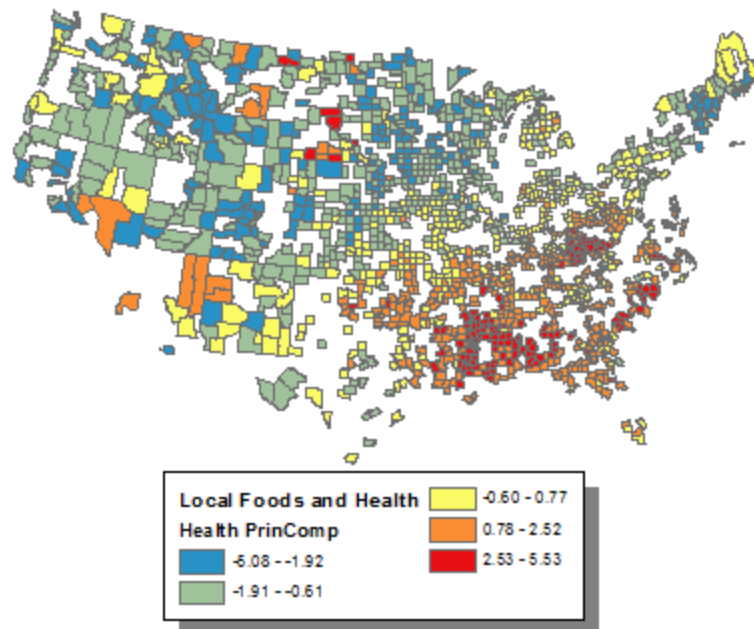 Local Foods and Health
Health PrinComp
-5.08 - -1.92
-1.91 - -0.61
-0.60 - 0.77
0.78 - 2.52
2.53 - 5.53